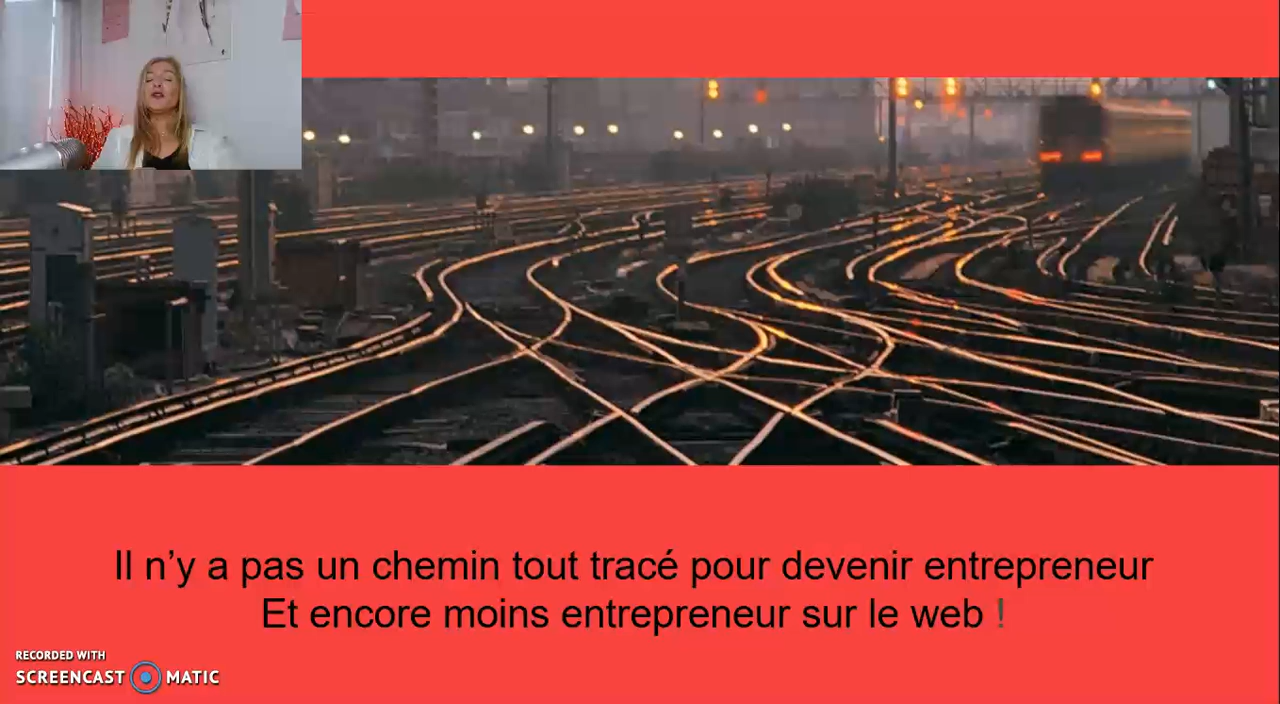 Il n’y a pas un chemin tout tracé pour devenir entrepreneur
Et encore moins entrepreneur sur le web !
RECORDED WITH
SCREENCAST MATIC